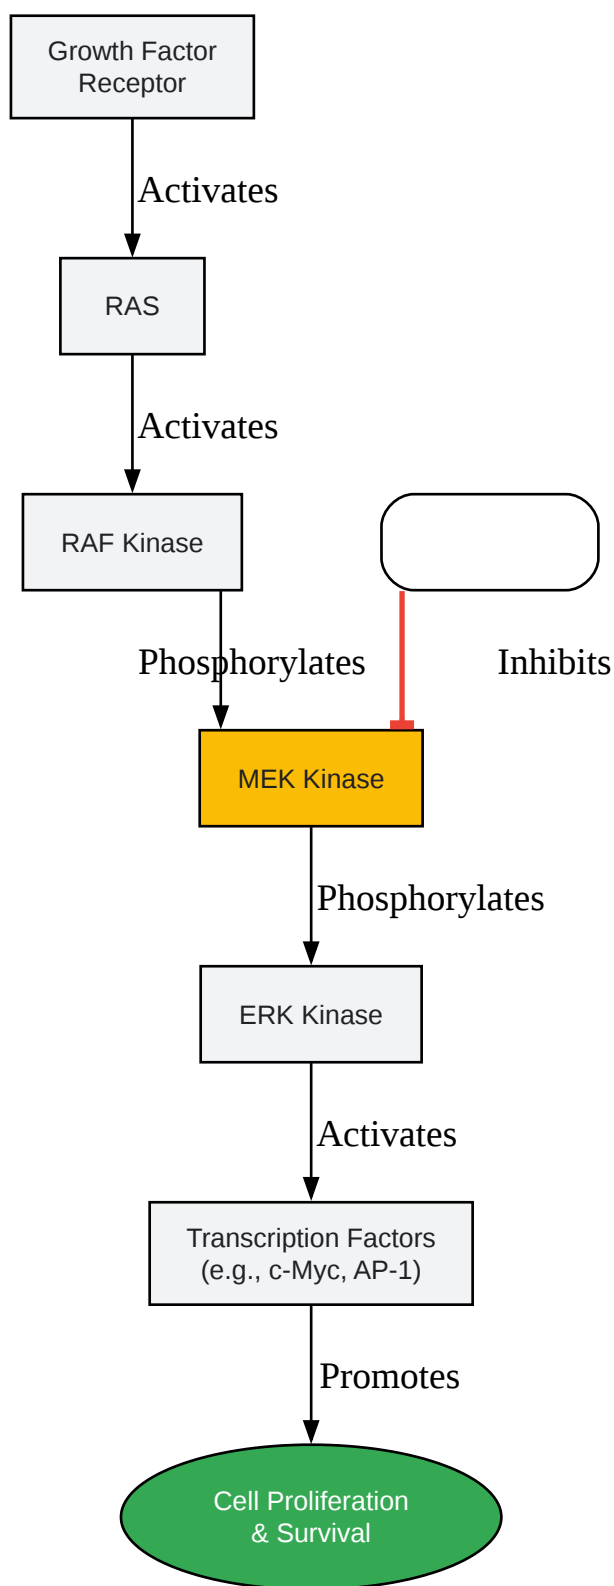 Growth Factor
Receptor
Activates
RAS
Activates
RAF Kinase
Phosphorylates
Inhibits
MEK Kinase
Phosphorylates
ERK Kinase
Activates
Transcription Factors
(e.g., c-Myc, AP-1)
Promotes
Cell Proliferation
& Survival